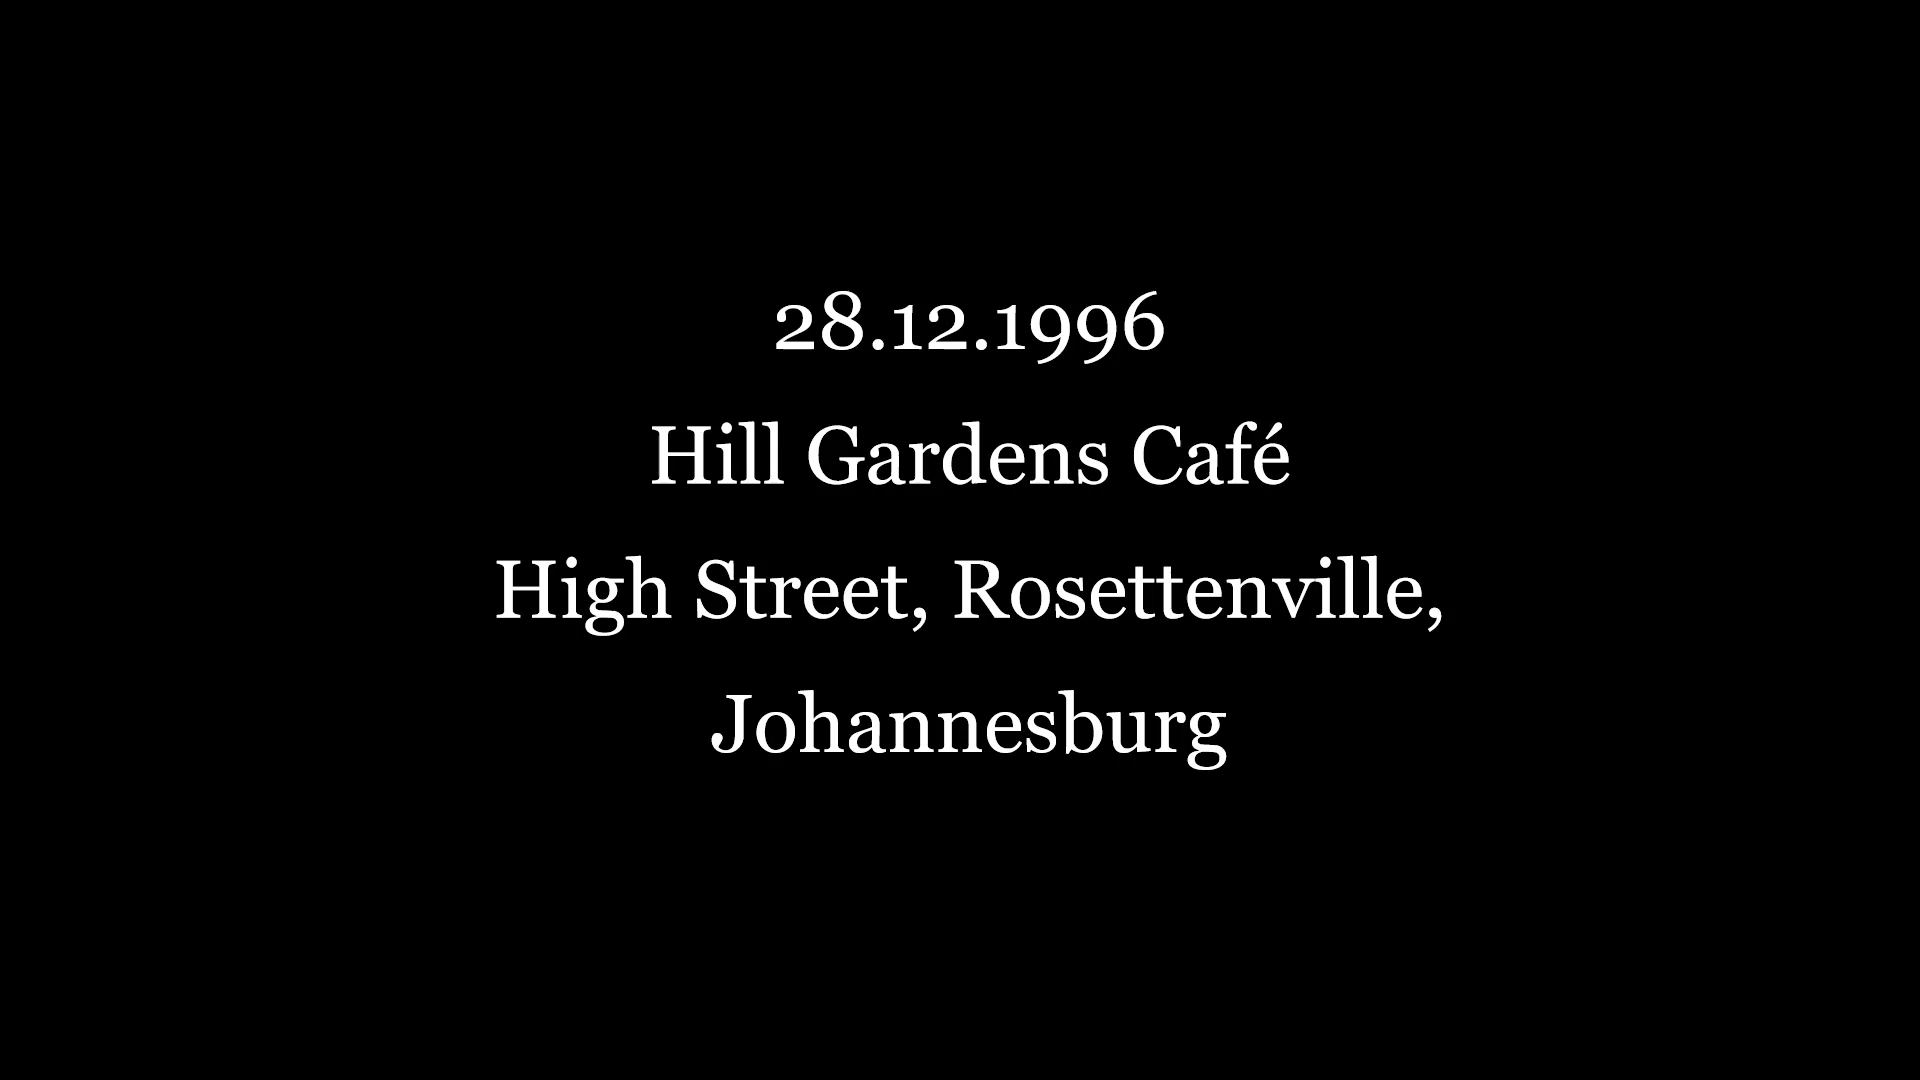 28.12.1996
Hill Gardens Café
High Street, Rosettenville,
Johannesburg